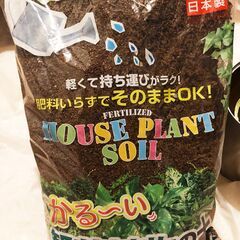 日本製
軽くて持ち運びがラク!
肥料いらずでそのままOK!
FERTILIZED
HOUSE PLANT
SOIL
かる〜い